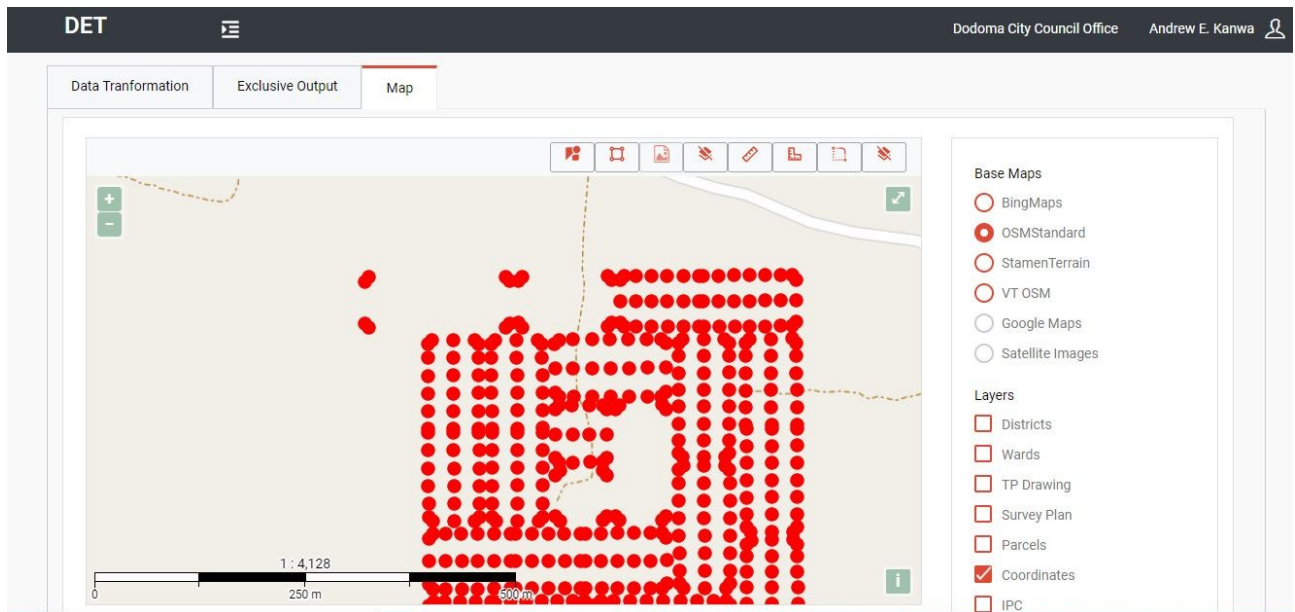 DET
Dodoma City Council Office
Andrew E. Kanwa
Data Tranformation
Exclusive Output
Map
+
−
Base Maps
BingMaps
OSMStandard
StamenTerrain
VT OSM
Google Maps
Satellite Images
Layers
Districts
Wards
TP Drawing
Survey Plan
Parcels
Coordinates
IPC
1 : 4,128
0
250 m
500 m
i